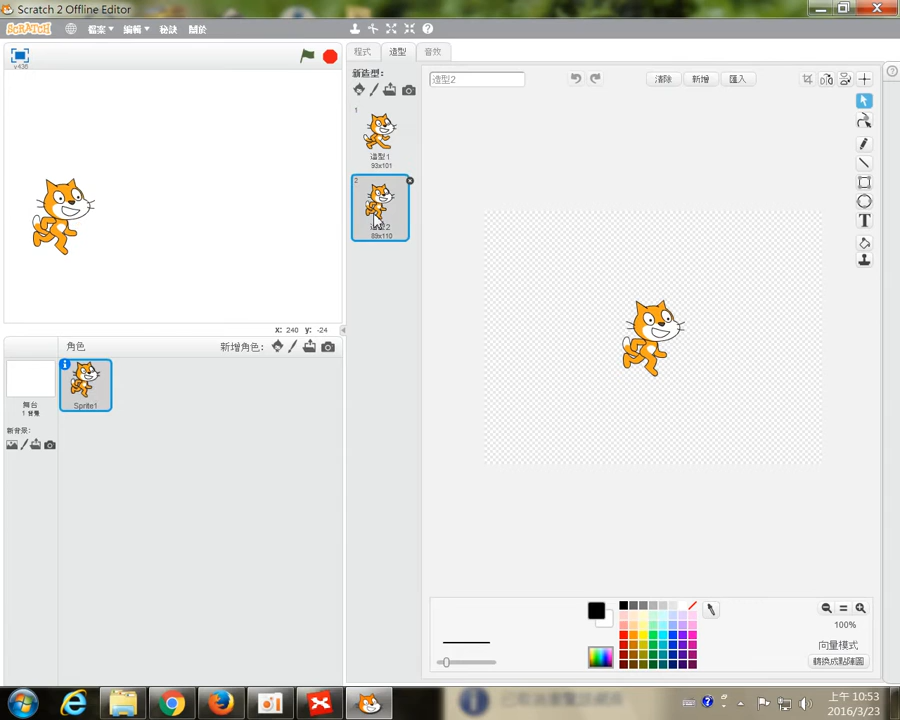 Scratch 2 Offline Editor
SCRATCH 檔案 編輯 秘訣 關於
v436
程式 造型 音效
新造型:
造型2
清除 新增 匯入
1
造型1
93x101
2
89x110
x: 240 y: -24
角色 新增角色:
舞台
1 背景
新背景:
Sprite1
100%
向量模式
轉換成點陣圖
上午 10:53
2016/3/23